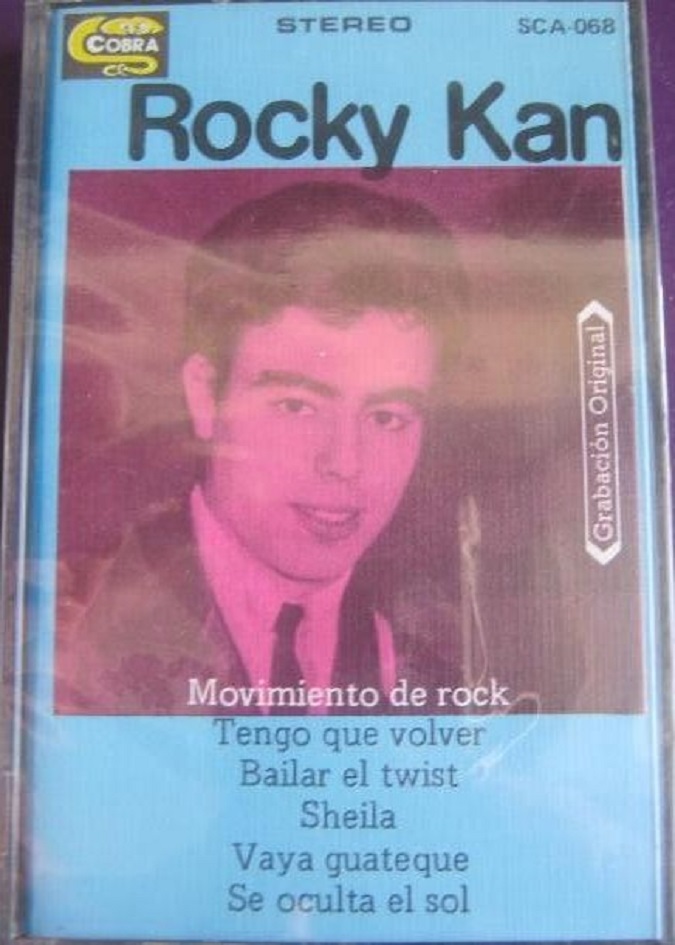 COBRA
STEREO
SCA-068
Rocky Kan
Grabación Original
Movimiento de rock
Tengo que volver
Bailar el twist
Sheila
Vaya guateque
Se oculta el sol